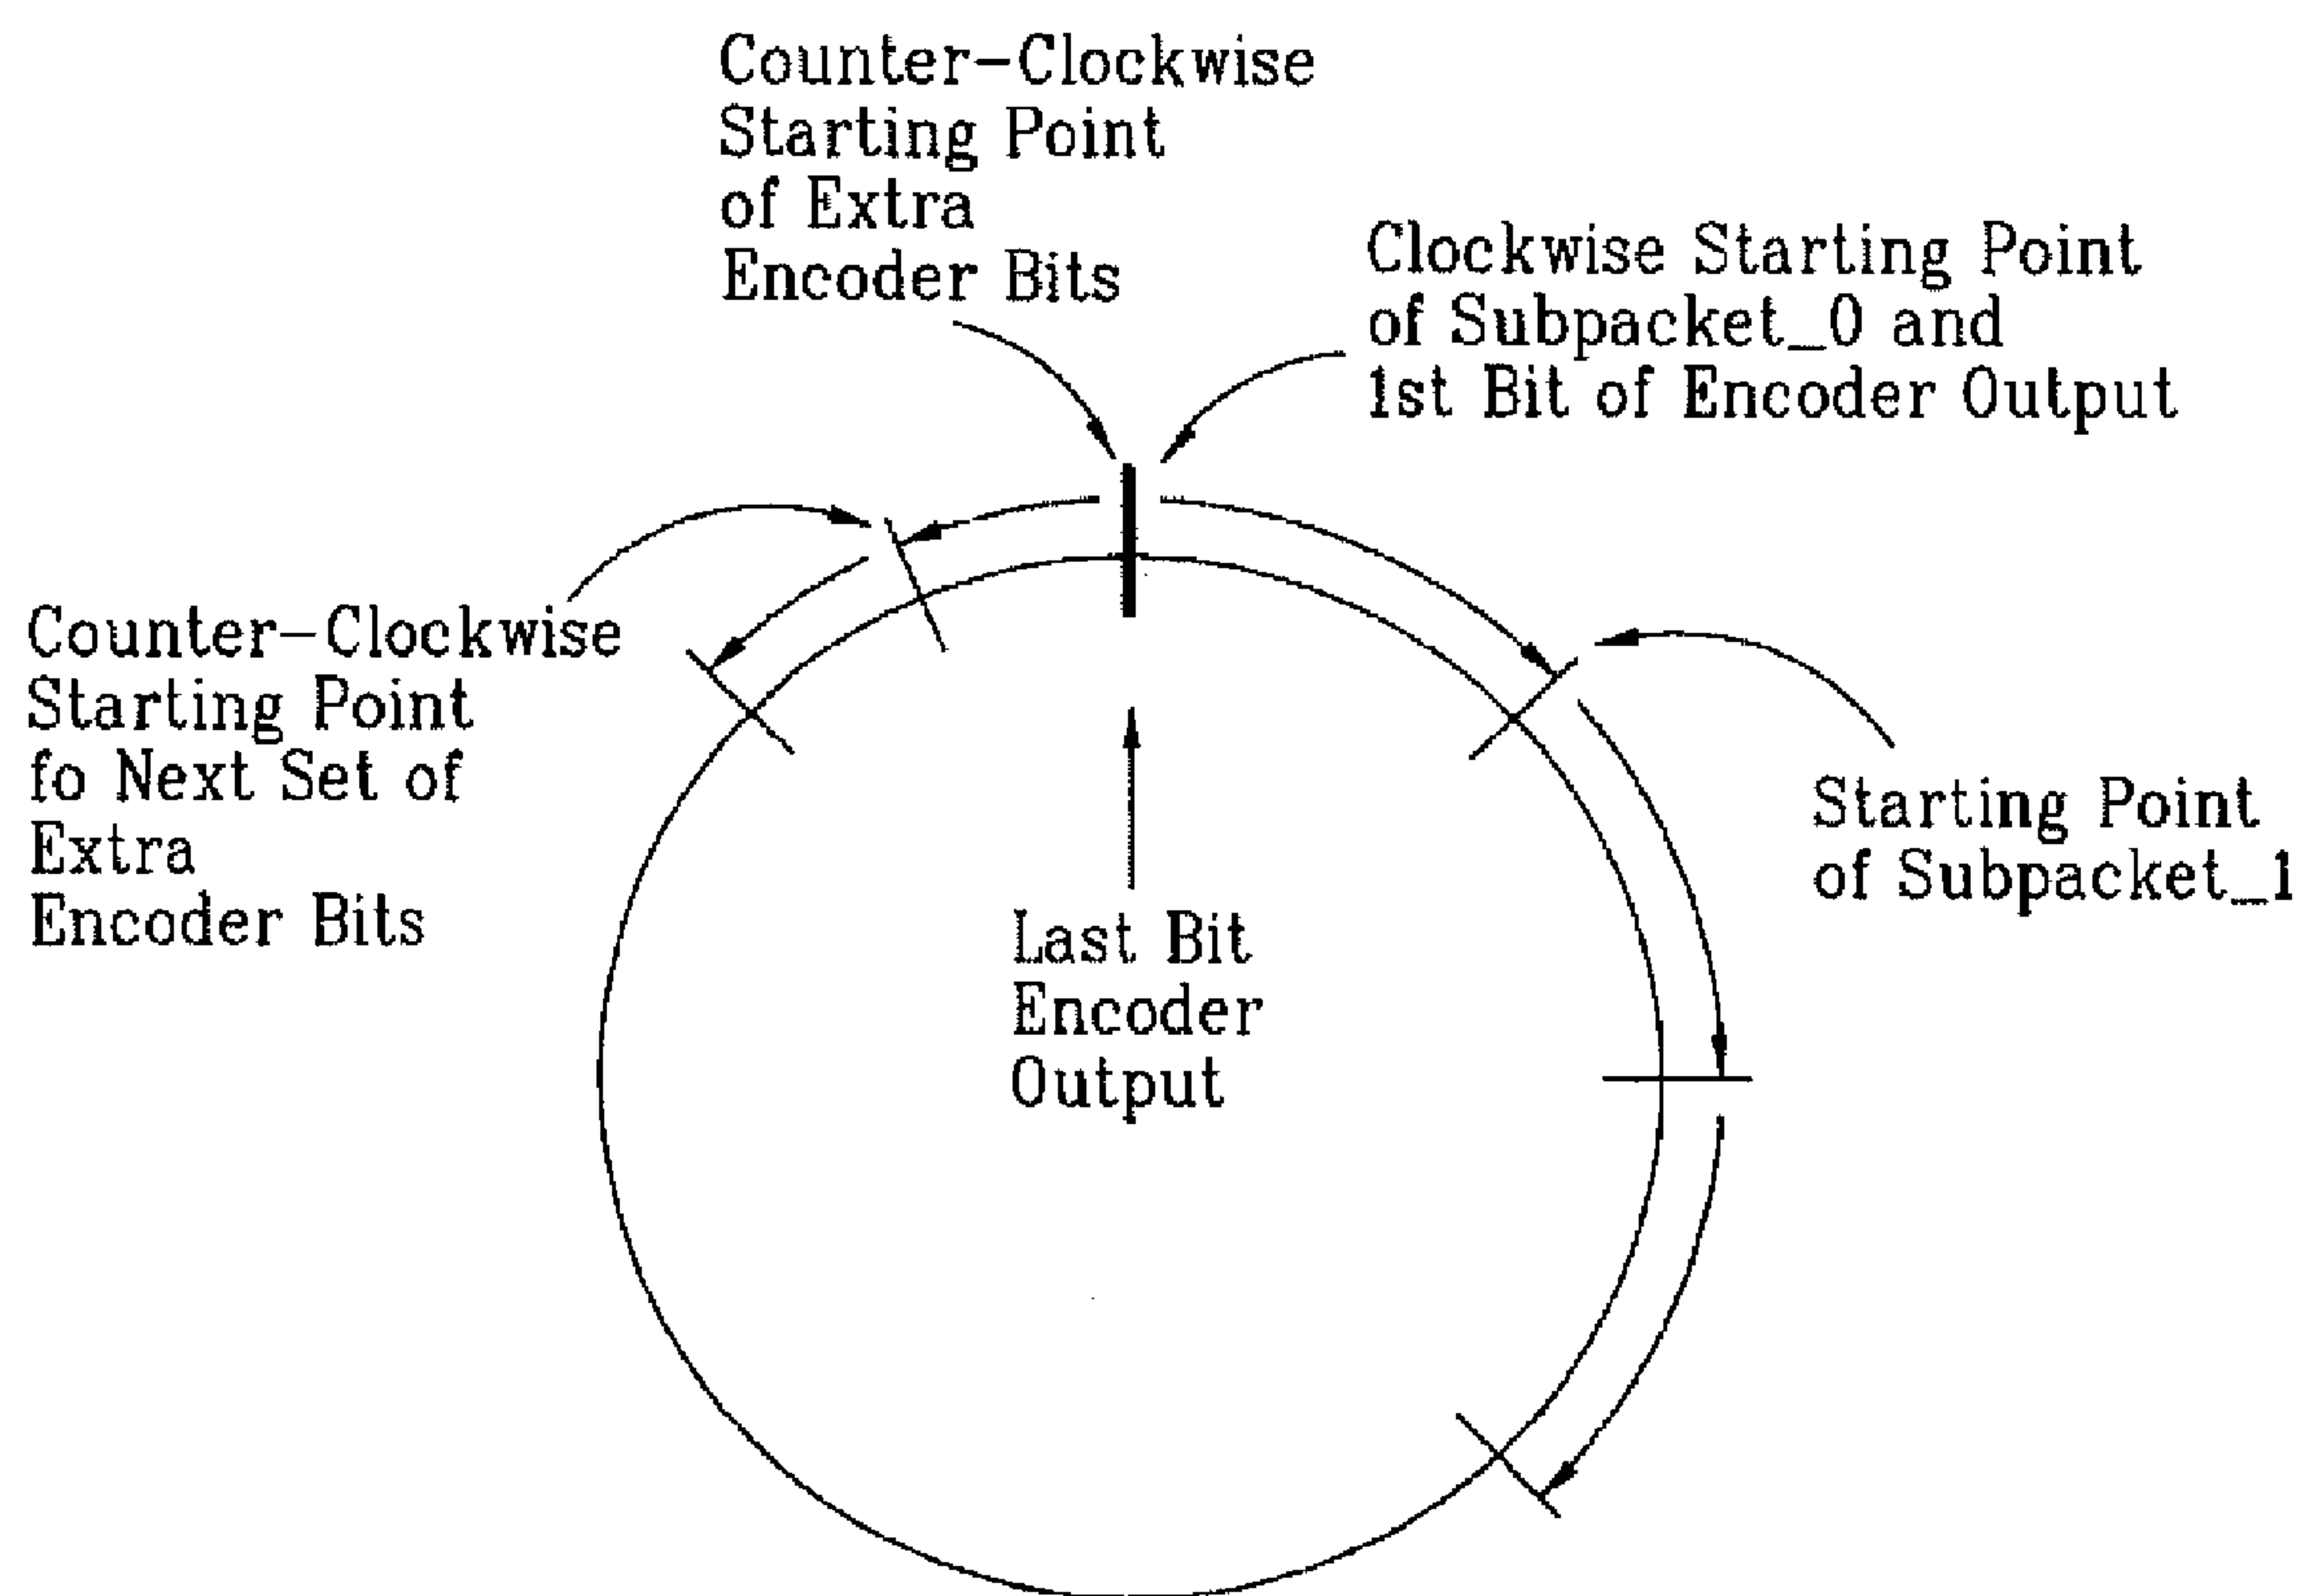 Counter-Clockwise
Starting Point
of Extra
Encoder Bits
Clockwise Starting Point
of Subpacket_0 and
1st Bit of Encoder Output
Counter-Clockwise
Starting Point
fo Next Set of
Extra
Encoder Bits
Starting Point
of Subpacket_1
Last Bit
Encoder
Output